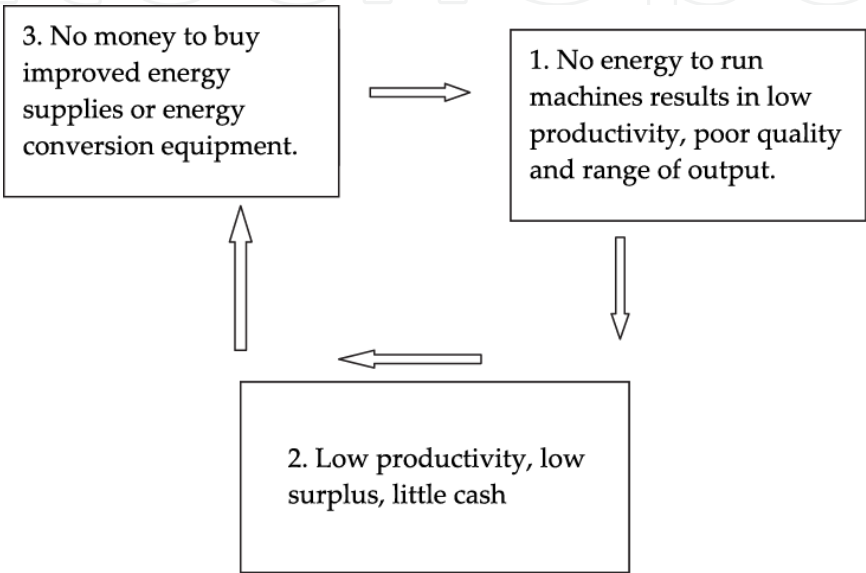 3. No money to buy
improved energy
supplies or energy
conversion equipment.
1. No energy to run
machines results in low
productivity, poor quality
and range of output.
2. Low productivity, low
surplus, little cash